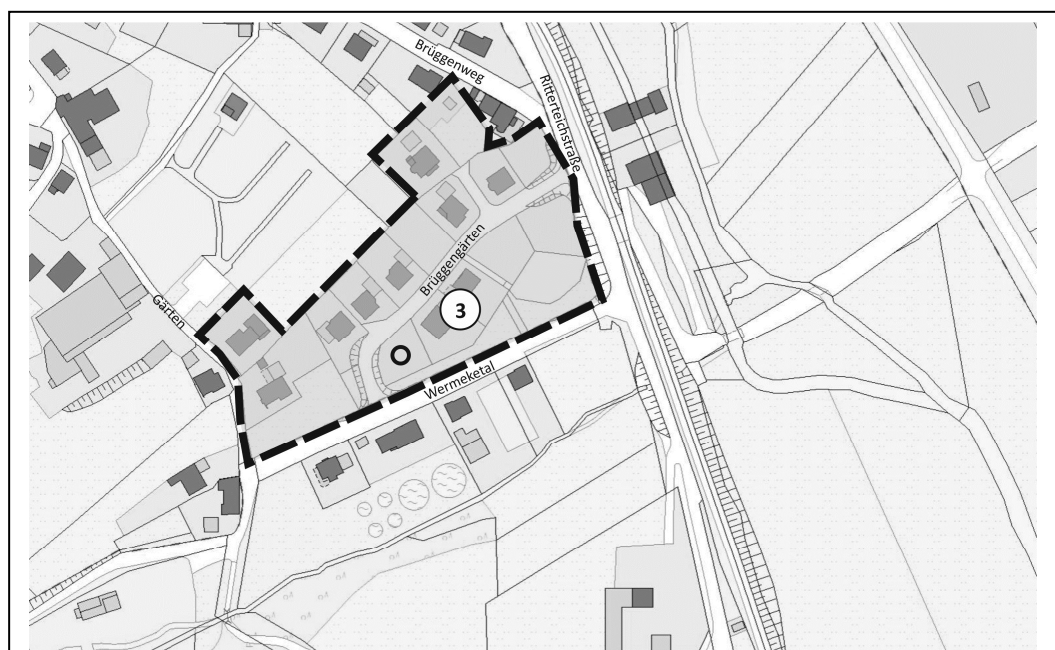 Brüggenweg
Ritterteichstraße
Brüggengärten
3
Gärten
Wermeketal